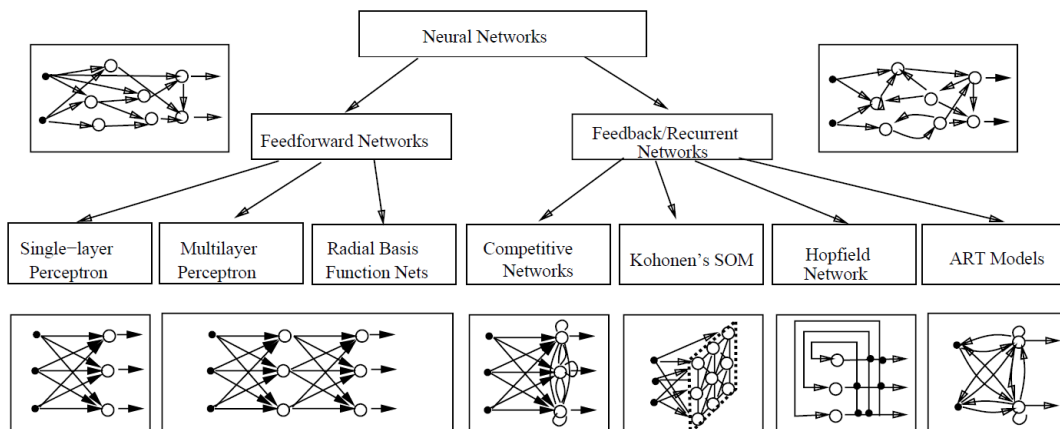 Neural Networks
Feedforward Networks
Feedback/Recurrent
Networks
Single−layer
Perceptron
Multilayer
Perceptron
Radial Basis
Function Nets
Competitive
Networks
Kohonen's SOM
Hopfield
Network
ART Models